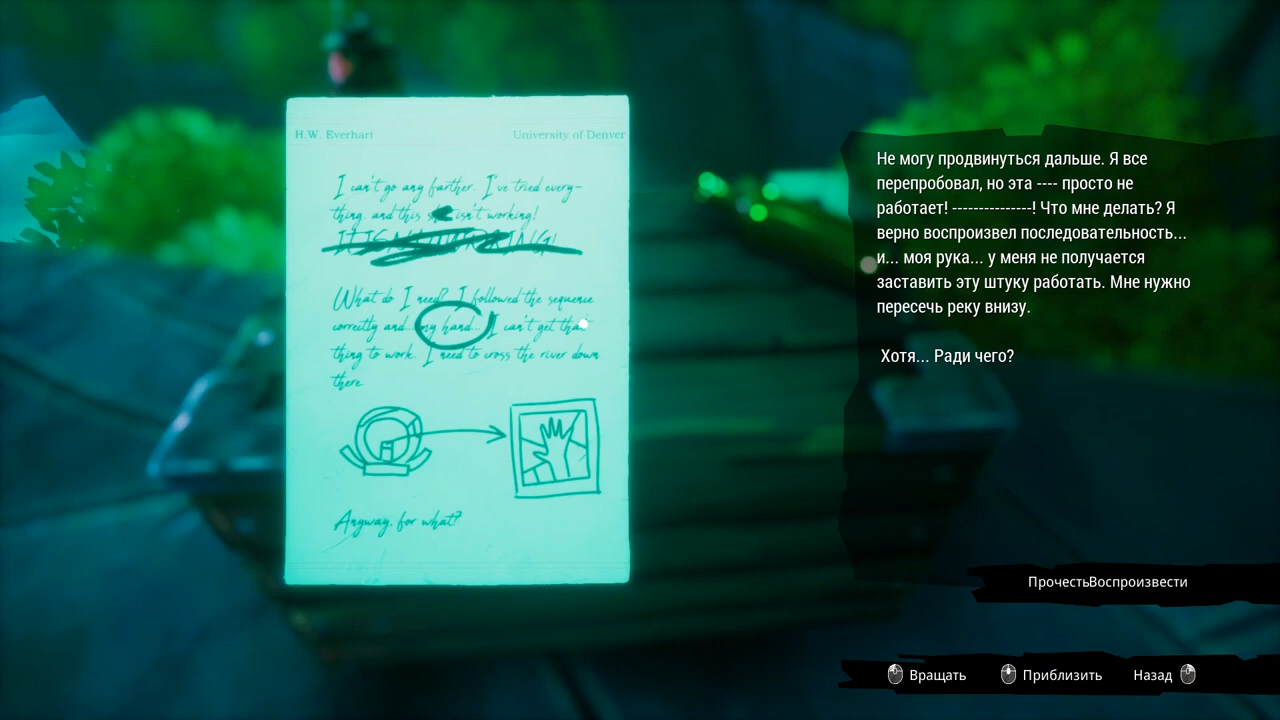 H.W. Everhart
University of Denver
I can't go any farther. I've tried every-
thing, and this isn't working!
IT ISN'T WORKING!
What do I need? I followed the sequence
correctly and... my hand... I can't get that
thing to work. I need to cross the river down
there.
Anyway, for what?
Не могу продвинуться дальше. Я все
перепробовал, но эта ---- просто не
работает! ---------------! Что мне делать? Я
верно воспроизвел последовательность...
и... моя рука... у меня не получается
заставить эту штуку работать. Мне нужно
пересечь реку внизу.
Хотя... Ради чего?
ПрочестьВоспроизвести
Вращать
Приблизить
Назад